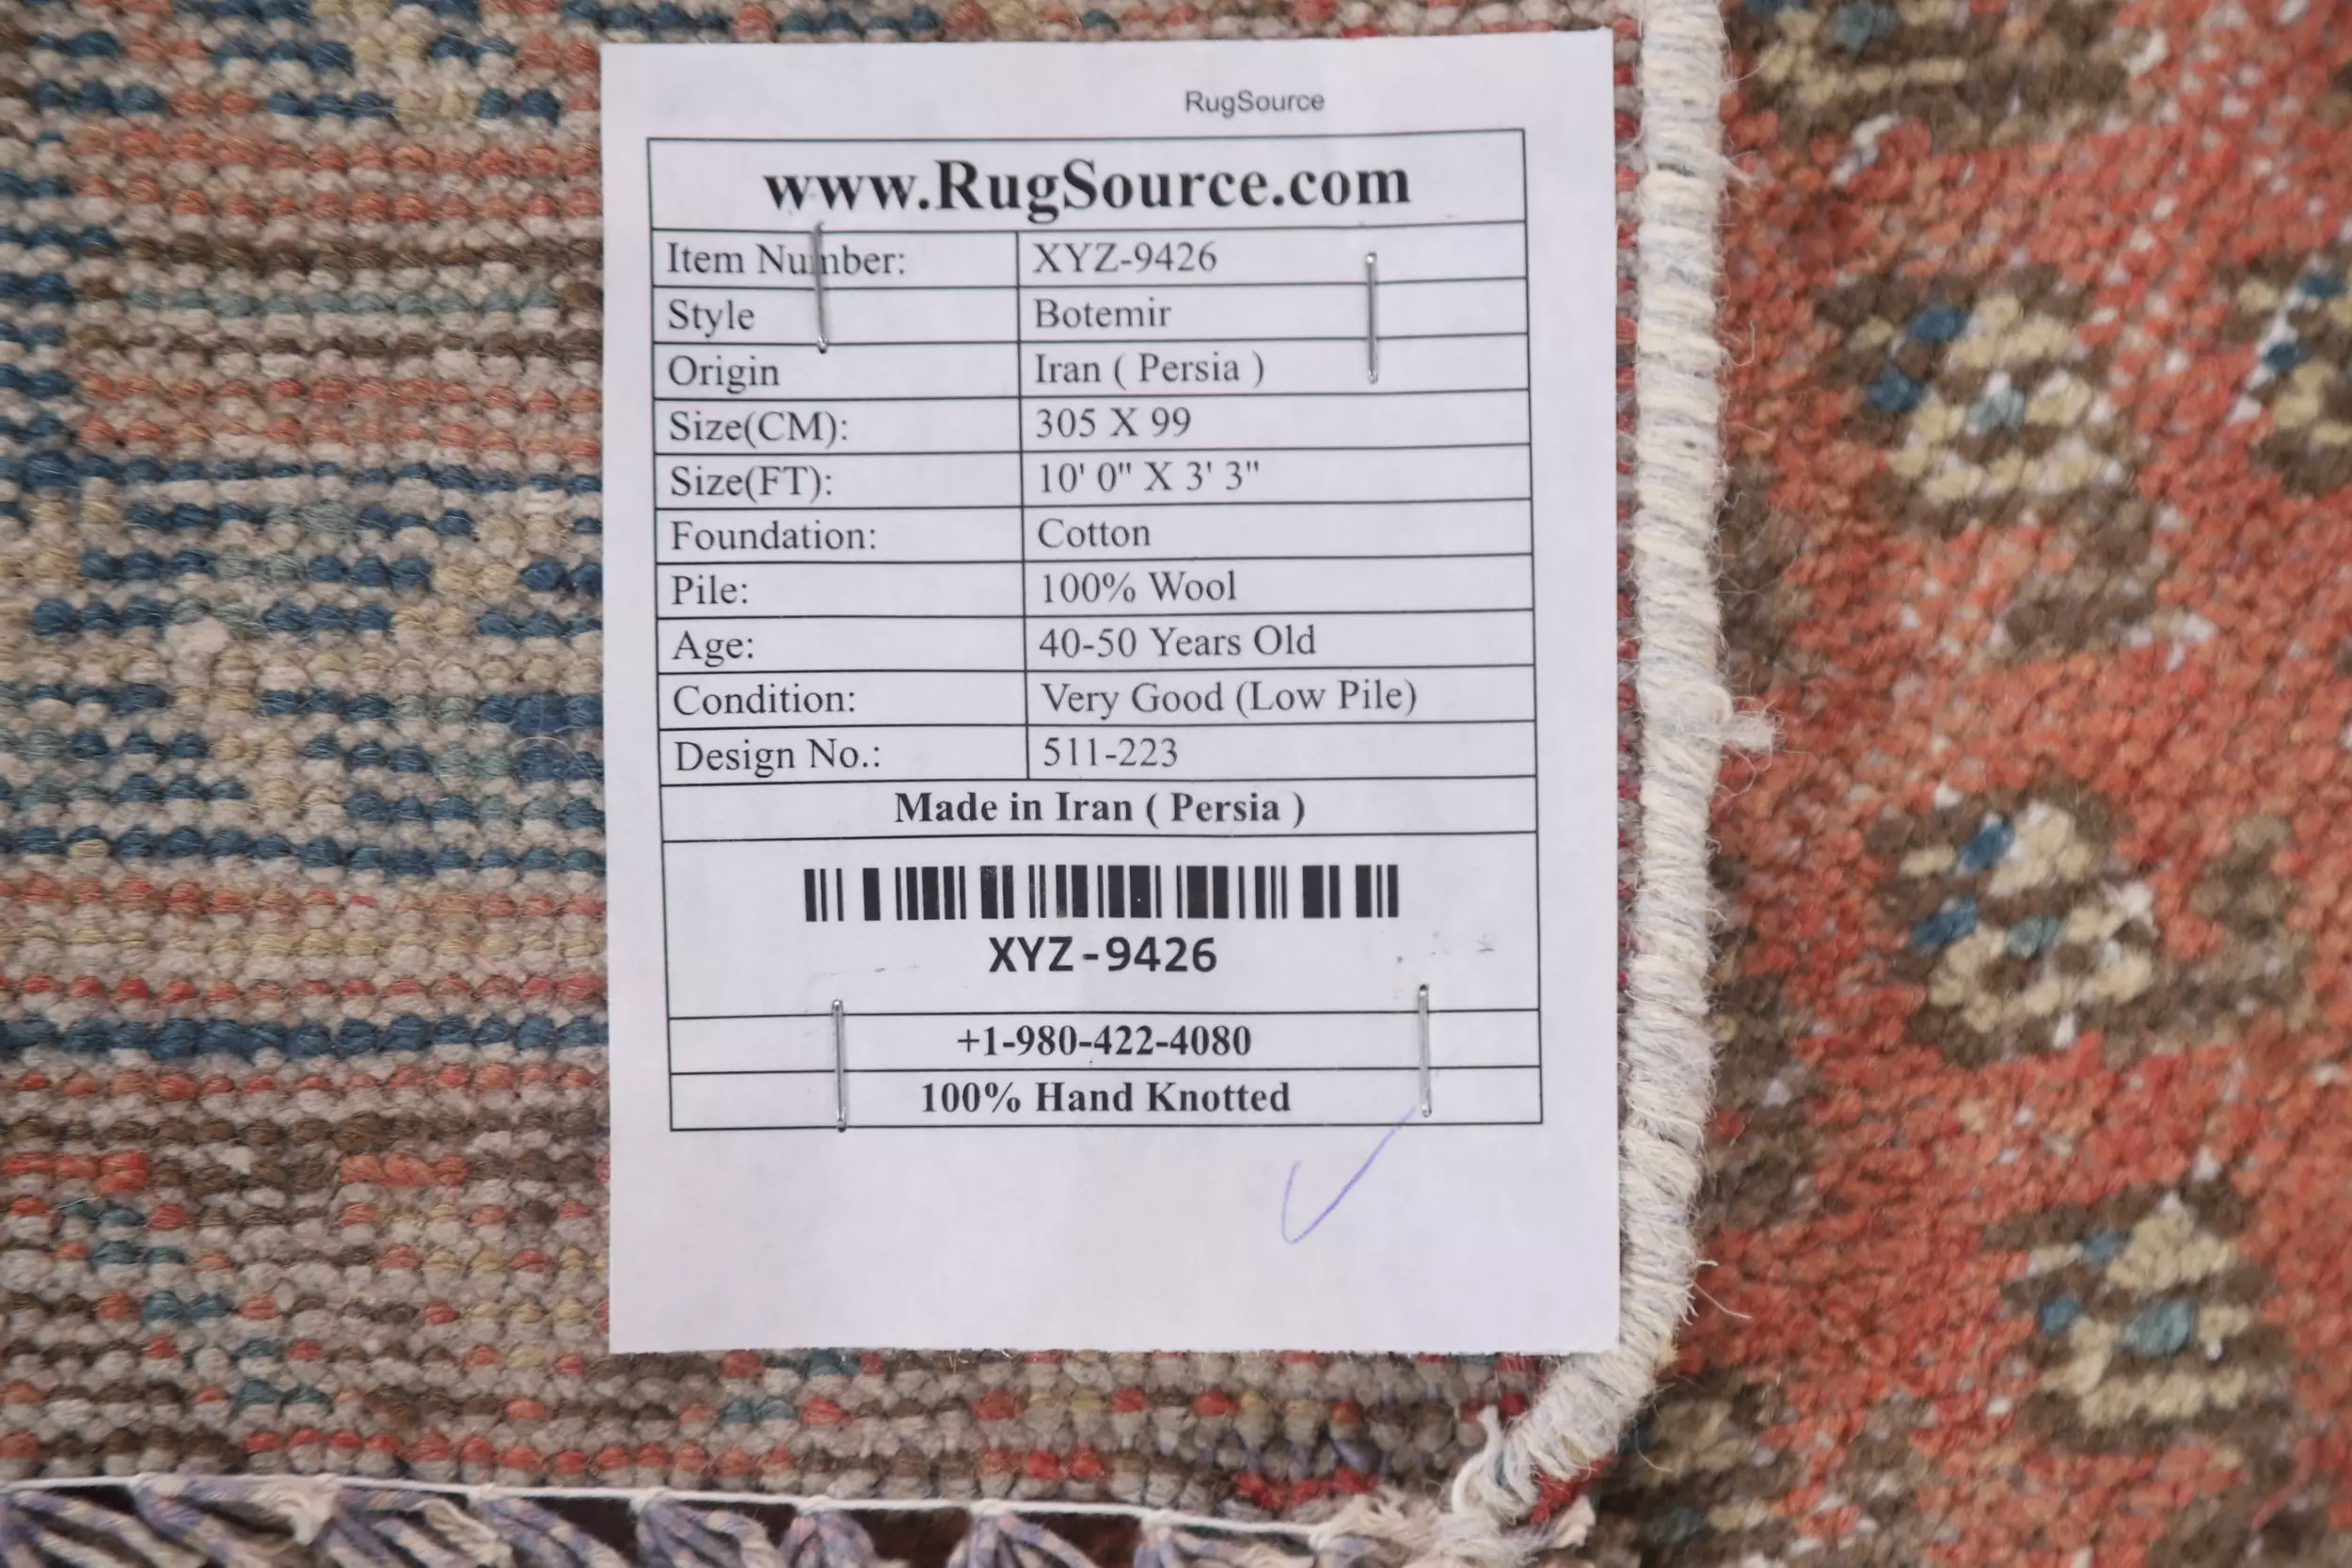 RugSource
www.RugSource.com
Item Number: XYZ-9426
Style Botemir
Origin Iran ( Persia )
Size(CM): 305 X 99
Size(FT): 10' 0" X 3' 3"
Foundation: Cotton
Pile: 100% Wool
Age: 40-50 Years Old
Condition: Very Good (Low Pile)
Design No.: 511-223
Made in Iran ( Persia )
XYZ-9426
+1-980-422-4080
100% Hand Knotted